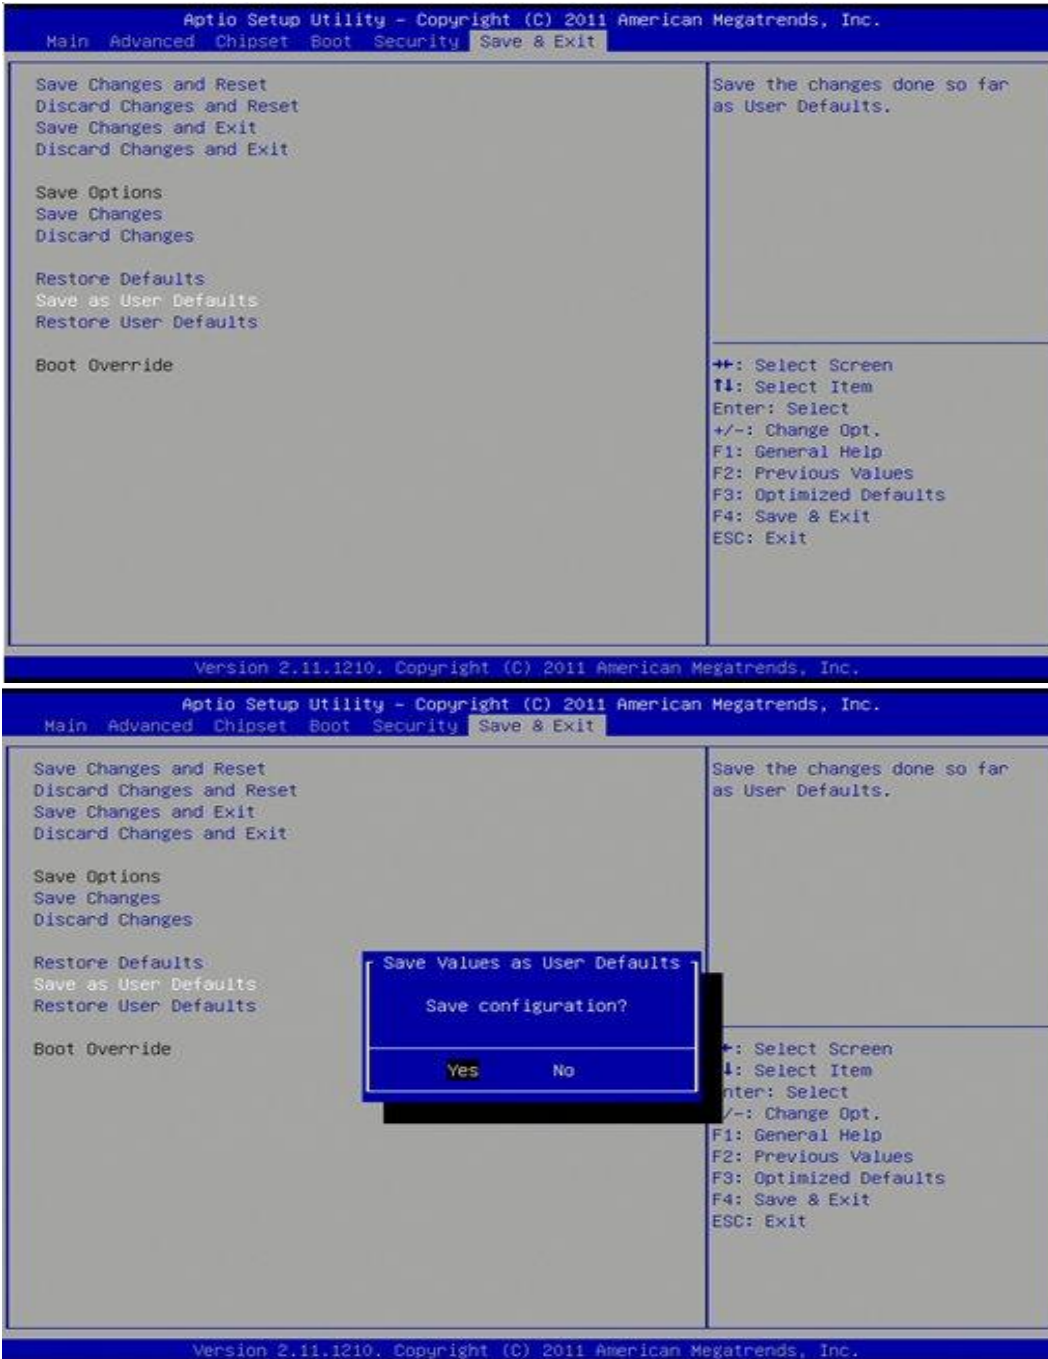 Aptio Setup Utility – Copyright (C) 2011 American Megatrends, Inc.
Main Advanced Chipset Boot Security Save & Exit
Save Changes and Reset
Discard Changes and Reset
Save Changes and Exit
Discard Changes and Exit
Save Options
Save Changes
Discard Changes
Restore Defaults
Save as User Defaults
Restore User Defaults
Boot Override
Save the changes done so far
as User Defaults.
→←: Select Screen
↑↓: Select Item
Enter: Select
+/-: Change Opt.
F1: General Help
F2: Previous Values
F3: Optimized Defaults
F4: Save & Exit
ESC: Exit
Version 2.11.1210. Copyright (C) 2011 American Megatrends, Inc.
Aptio Setup Utility – Copyright (C) 2011 American Megatrends, Inc.
Main Advanced Chipset Boot Security Save & Exit
Save Changes and Reset
Discard Changes and Reset
Save Changes and Exit
Discard Changes and Exit
Save Options
Save Changes
Discard Changes
Restore Defaults
Save as User Defaults
Restore User Defaults
Boot Override
Save Values as User Defaults
Save configuration?
Yes No
Save the changes done so far
as User Defaults.
←: Select Screen
↓: Select Item
nter: Select
/-: Change Opt.
F1: General Help
F2: Previous Values
F3: Optimized Defaults
F4: Save & Exit
ESC: Exit
Version 2.11.1210. Copyright (C) 2011 American Megatrends, Inc.